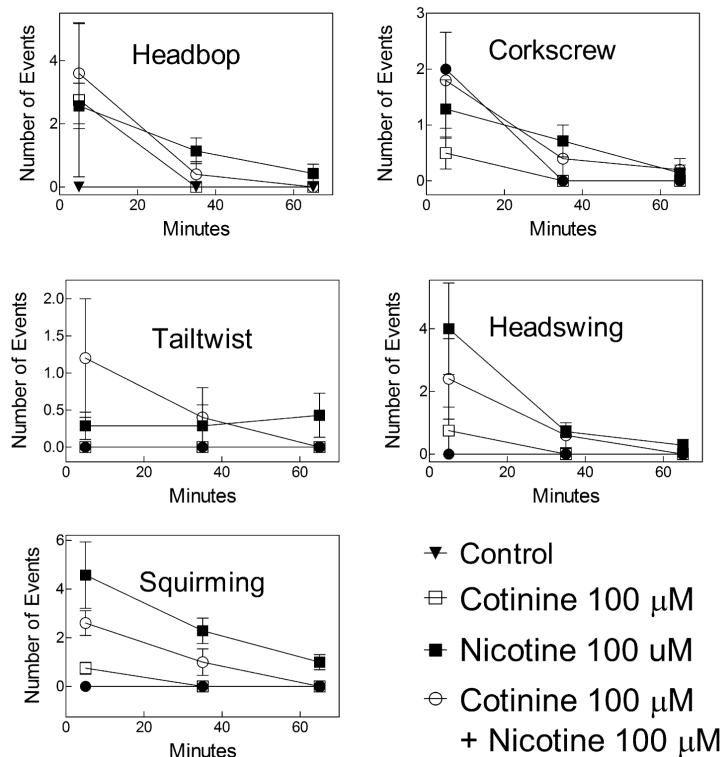 Headbop
Number of Events
4
2
0
0 20 40 60
Minutes
Corkscrew
Number of Events
3
2
1
0
0 20 40 60
Minutes
Tailtwist
Number of Events
2.0
1.5
1.0
0.5
0.0
0 20 40 60
Minutes
Headswing
Number of Events
4
2
0
0 20 40 60
Minutes
Squirming
Number of Events
6
4
2
0
0 20 40 60
Minutes
Control
Cotinine 100 μM
Nicotine 100 uM
Cotinine 100 μM
+ Nicotine 100 μM